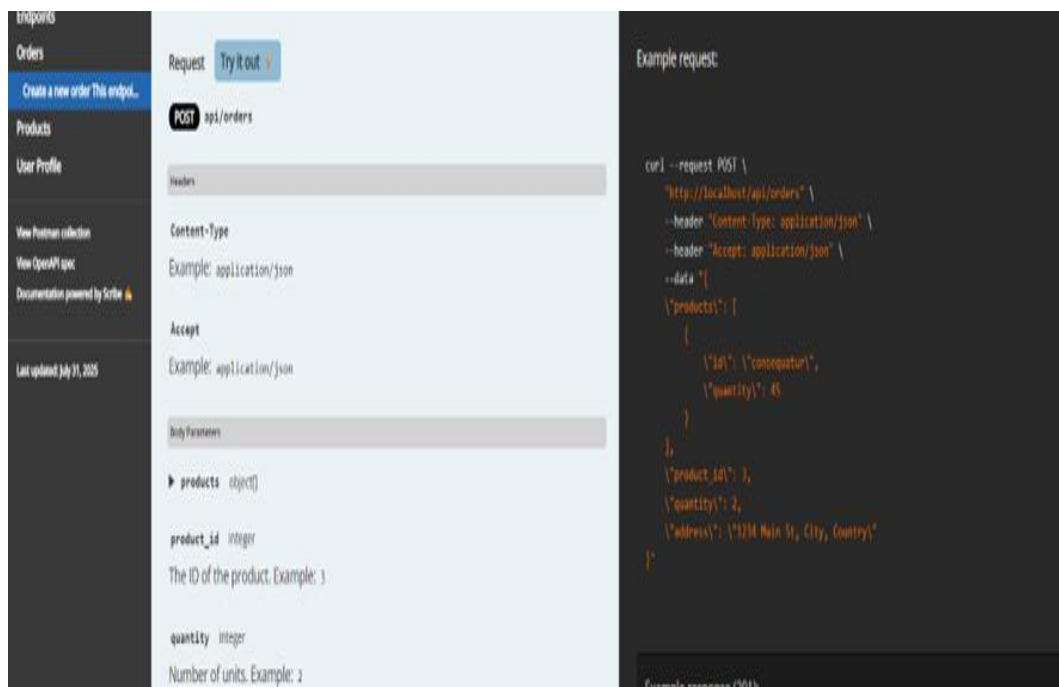 Endpoints
Orders
Create a new order This endpoi...
Products
User Profile
View Postman collection
View OpenAPI spec
Documentation powered by Scribe ✍
Last updated: July 31, 2025
Request Try it out
POST api/orders
Headers
Content-Type
Example: application/json
Accept
Example: application/json
Body Parameters
▶ products object[]
product_id integer
The ID of the product. Example: 3
quantity integer
Number of units. Example: 2
Example request:
curl --request POST \
"http://localhost/api/orders" \
--header "Content-Type: application/json" \
--header "Accept: application/json" \
--data "{
\"products\": [
{
\"id\": \"consequatur\",
\"quantity\": 45
}
],
\"product_id\": 3,
\"quantity\": 2,
\"address\": \"1234 Main St, City, Country\"
}"
Example response (201):